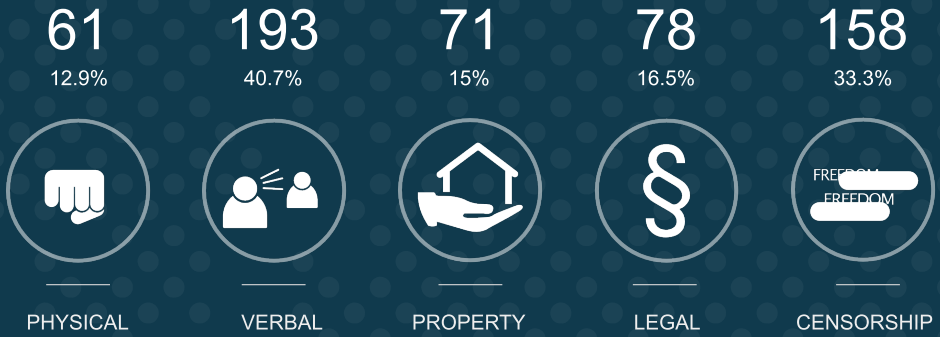 61
12.9%
PHYSICAL
193
40.7%
VERBAL
71
15%
PROPERTY
78
16.5%
§
LEGAL
158
33.3%
FREEDOM
FREEDOM
CENSORSHIP